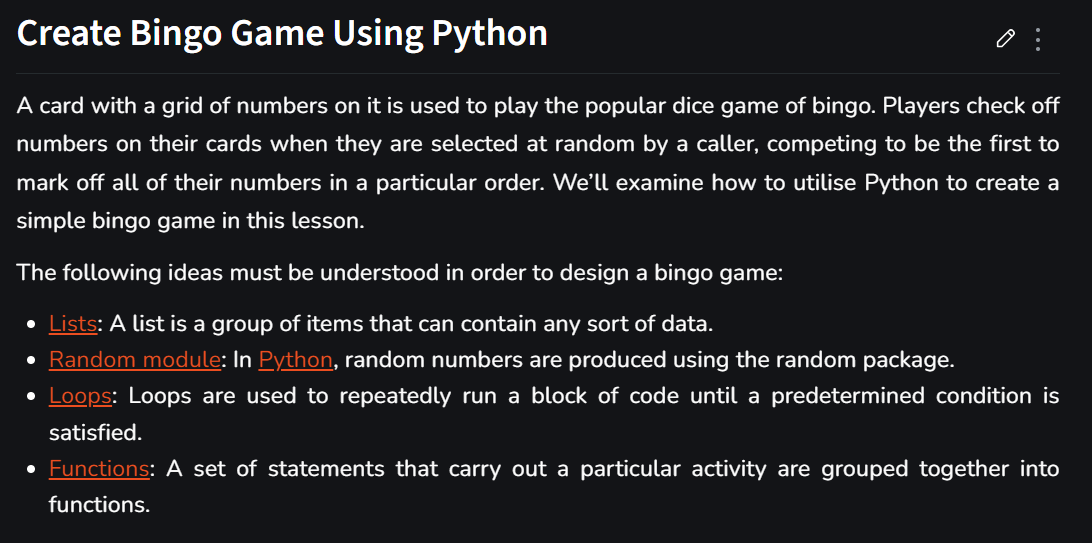 Create Bingo Game Using Python
A card with a grid of numbers on it is used to play the popular dice game of bingo. Players check off
numbers on their cards when they are selected at random by a caller, competing to be the first to
mark off all of their numbers in a particular order. We’ll examine how to utilise Python to create a
simple bingo game in this lesson.
The following ideas must be understood in order to design a bingo game:
• Lists: A list is a group of items that can contain any sort of data.
• Random module: In Python, random numbers are produced using the random package.
• Loops: Loops are used to repeatedly run a block of code until a predetermined condition is
satisfied.
• Functions: A set of statements that carry out a particular activity are grouped together into
functions.